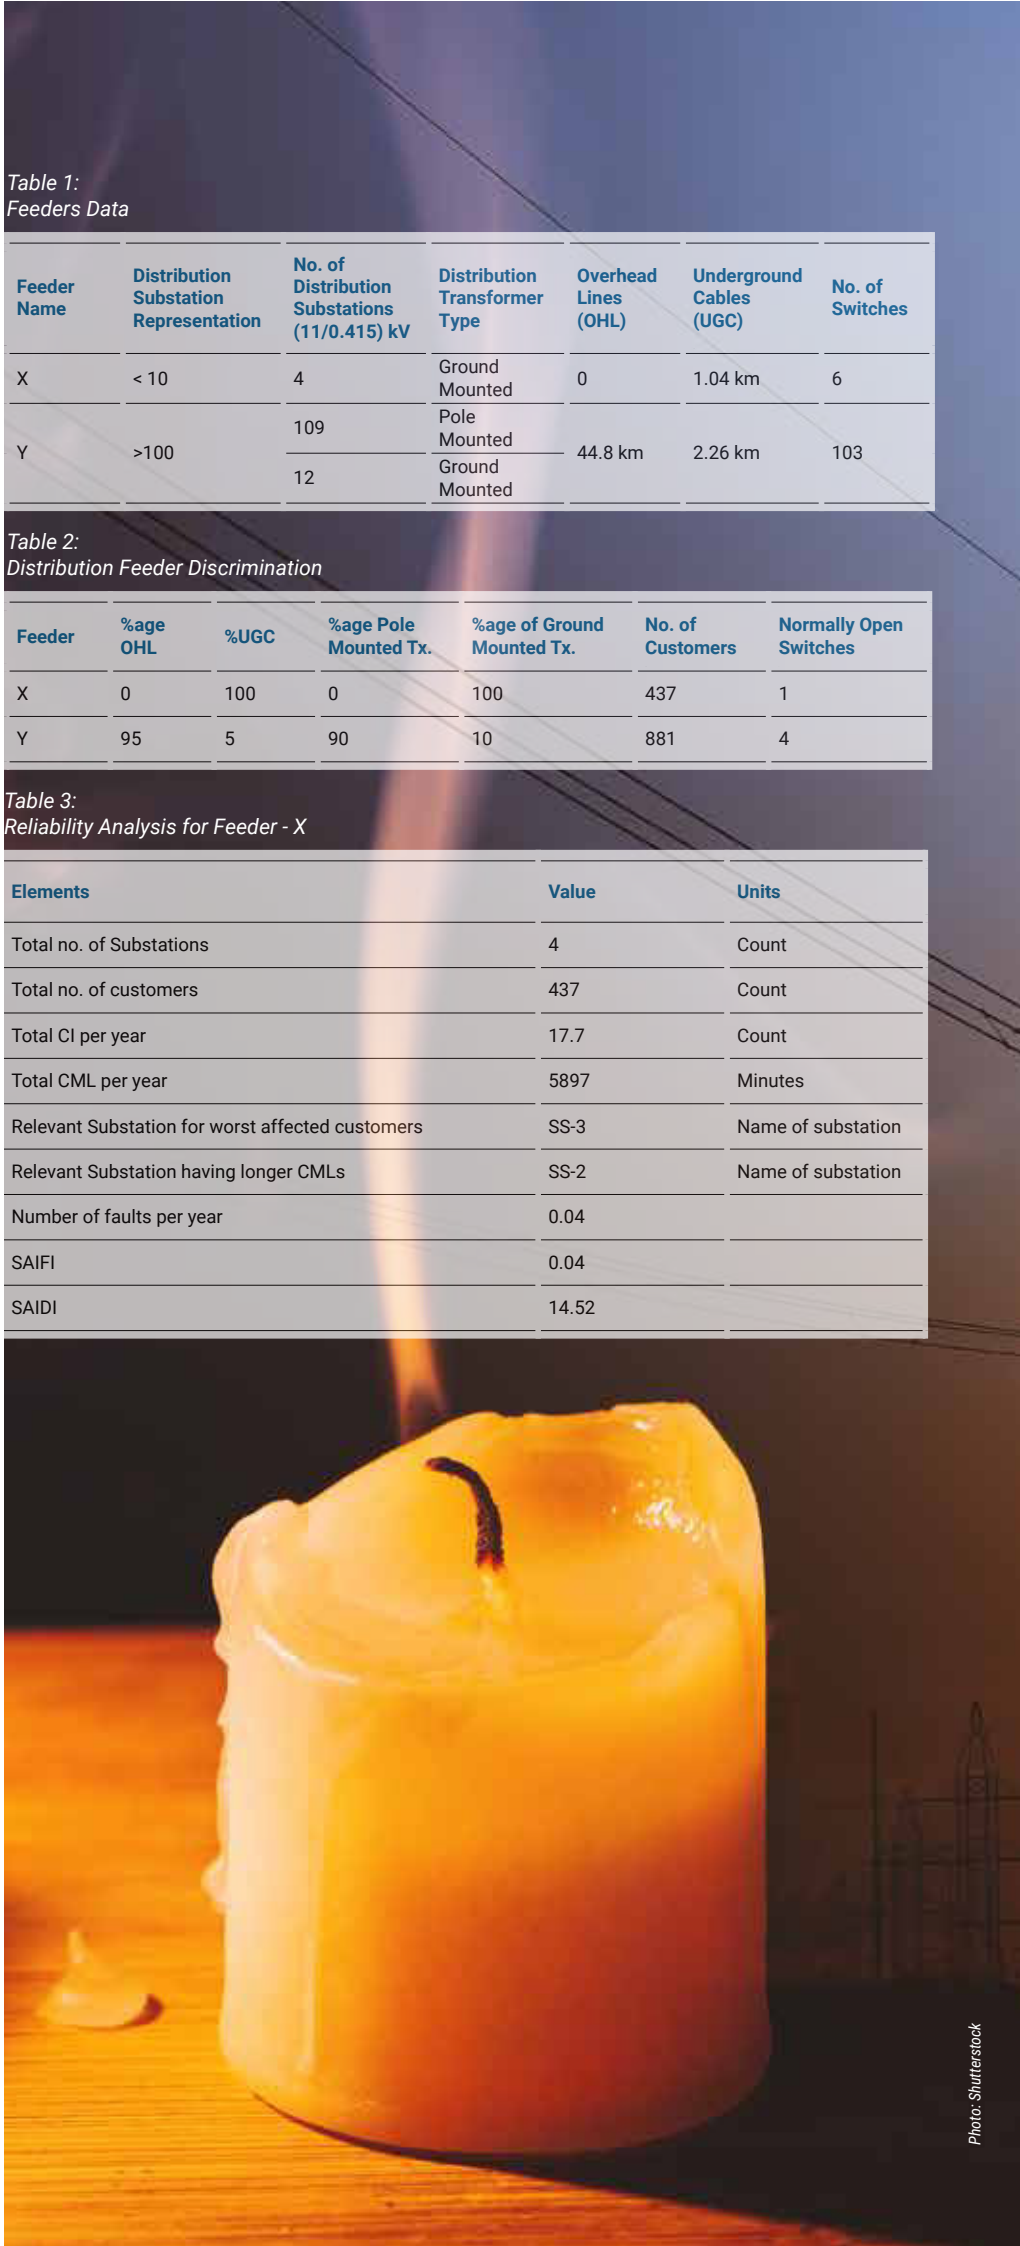 Table 1:
Feeders Data
Feeder Name Distribution Substation Representation No. of Distribution Substations (11/0.415) kV Distribution Transformer Type Overhead Lines (OHL) Underground Cables (UGC) No. of Switches
X < 10 4 Ground Mounted 0 1.04 km 6
Y >100 109 Pole Mounted 44.8 km 2.26 km 103
12 Ground Mounted
Table 2:
Distribution Feeder Discrimination
Feeder %age OHL %UGC %age Pole Mounted Tx. %age of Ground Mounted Tx. No. of Customers Normally Open Switches
X 0 100 0 100 437 1
Y 95 5 90 10 881 4
Table 3:
Reliability Analysis for Feeder - X
Elements Value Units
Total no. of Substations 4 Count
Total no. of customers 437 Count
Total CI per year 17.7 Count
Total CML per year 5897 Minutes
Relevant Substation for worst affected customers SS-3 Name of substation
Relevant Substation having longer CMLs SS-2 Name of substation
Number of faults per year 0.04
SAIFI 0.04
SAIDI 14.52
Photo: Shutterstock